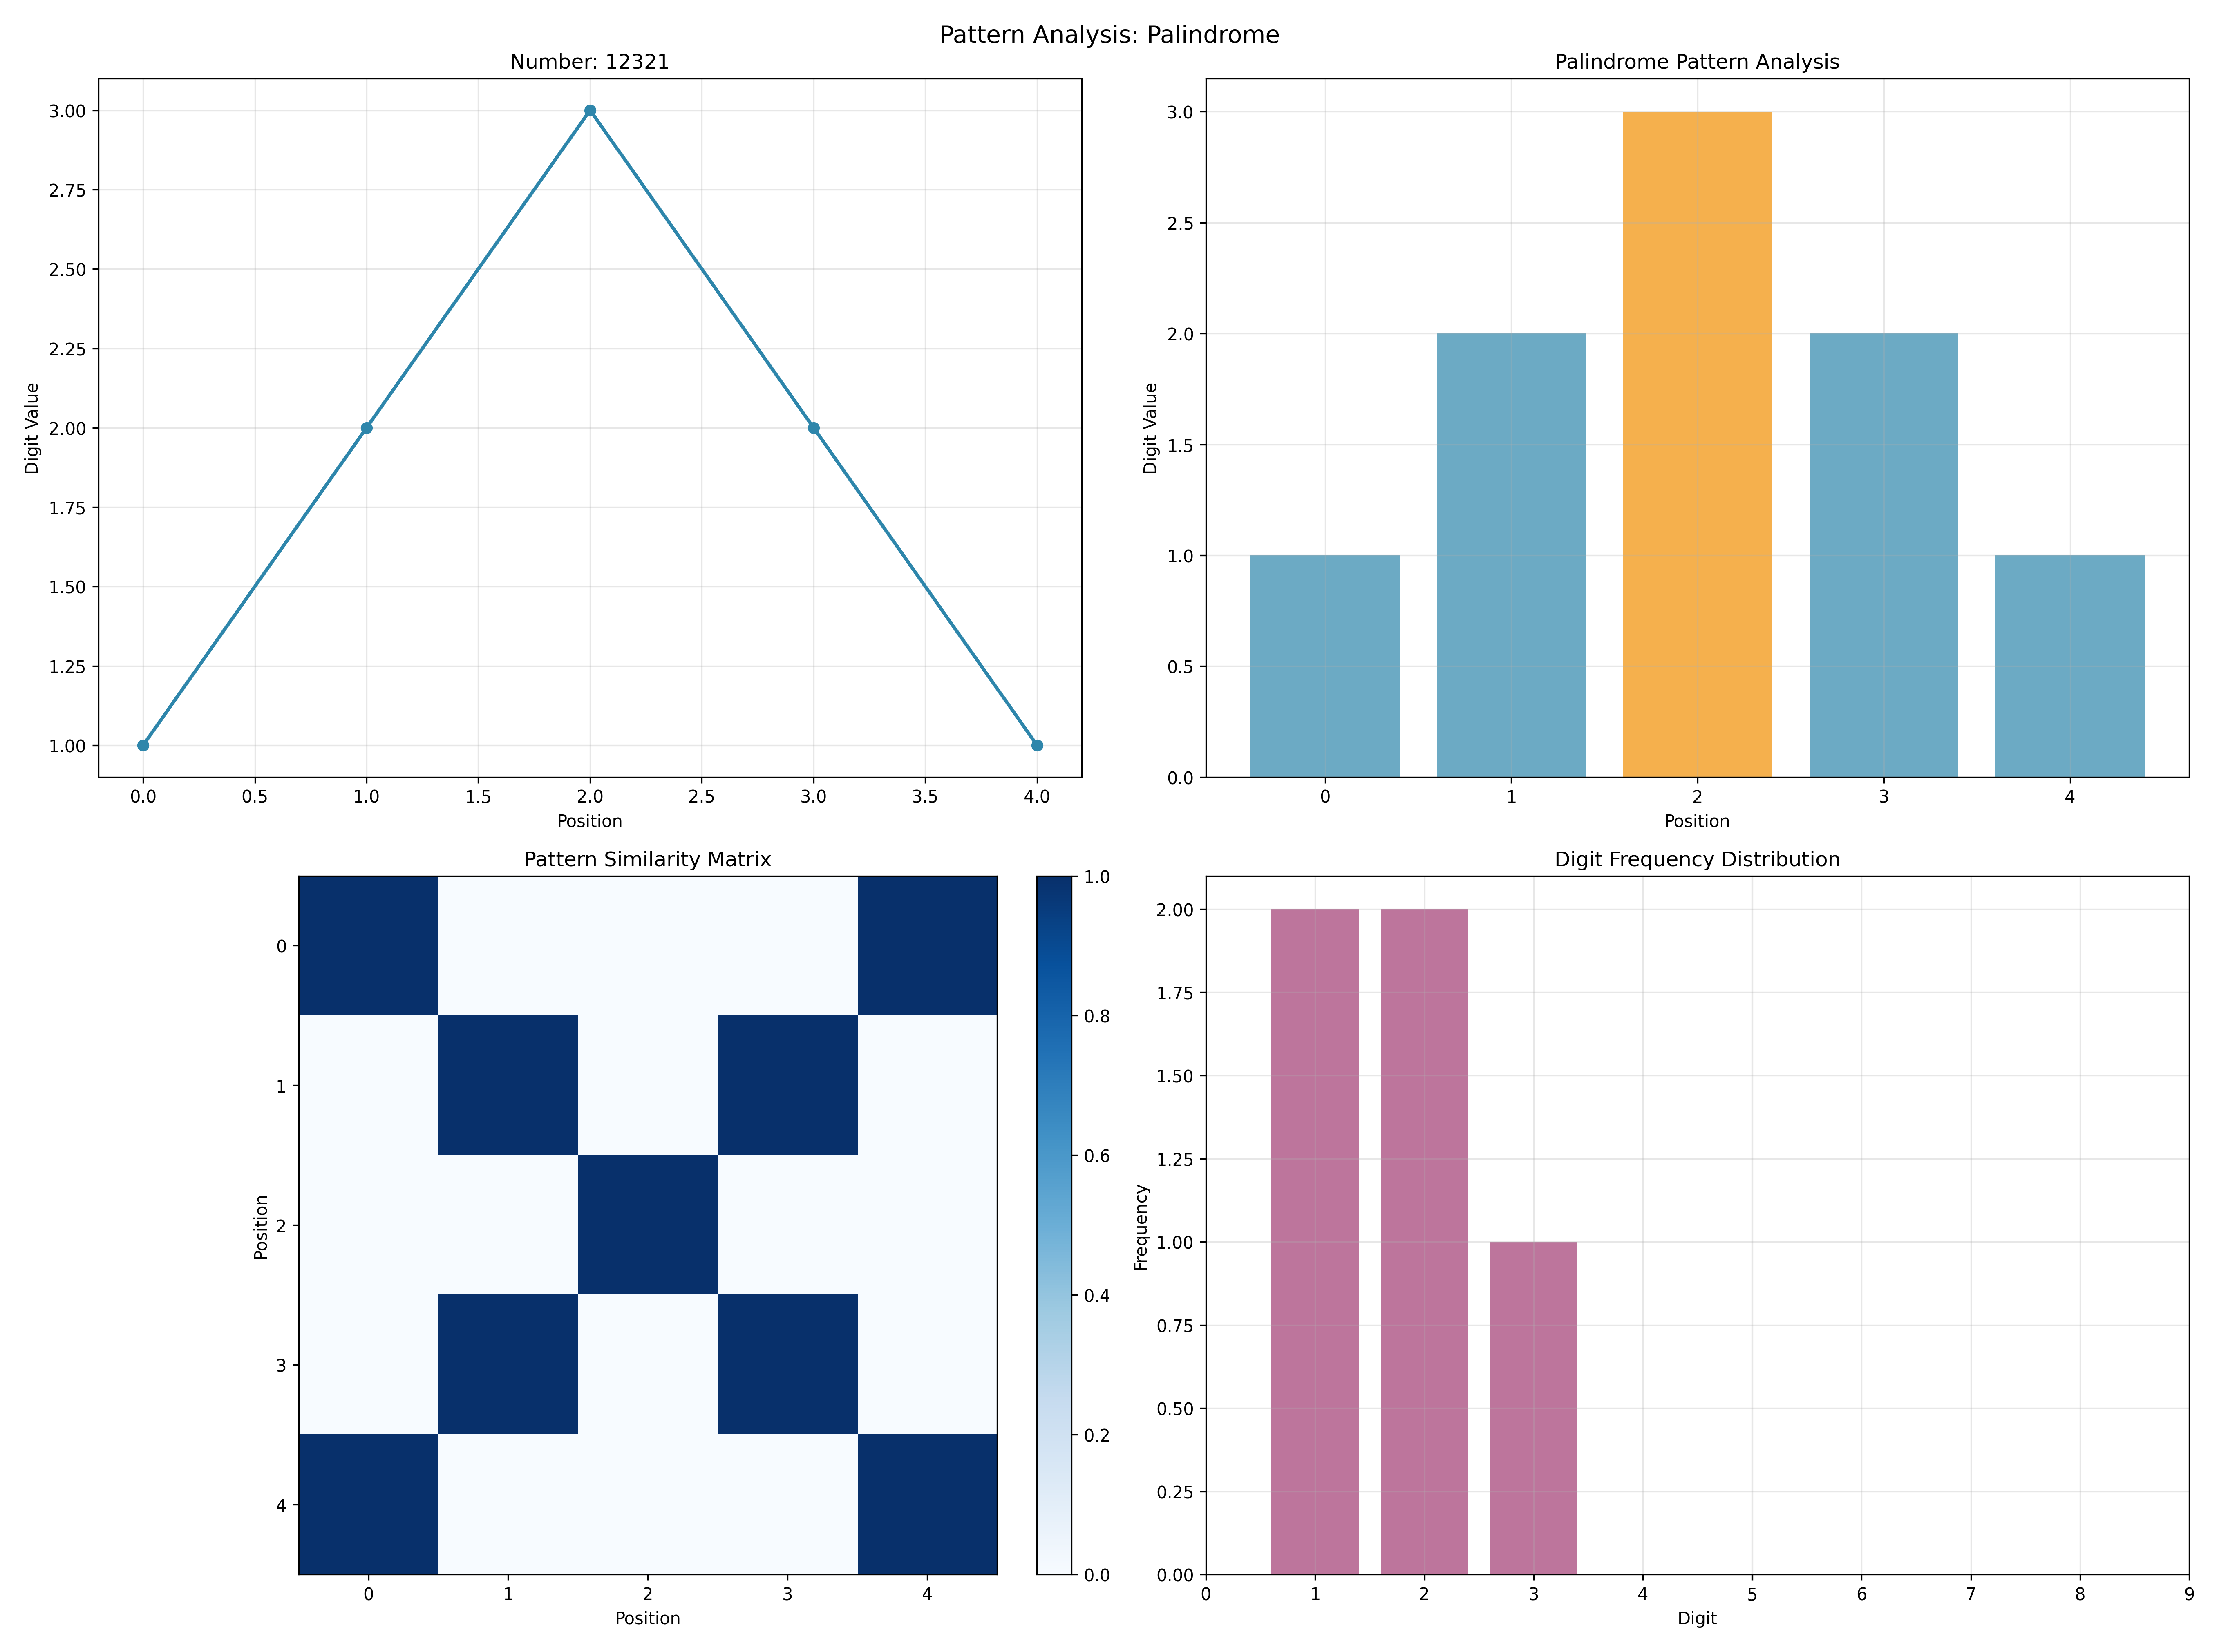 Pattern Analysis: Palindrome
Number: 12321
3.00
2.75
2.50
2.25
2.00
1.75
1.50
1.25
1.00
Digit Value
0.0 0.5 1.0 1.5 2.0 2.5 3.0 3.5 4.0
Position
Palindrome Pattern Analysis
3.0
2.5
2.0
1.5
1.0
0.5
0.0
Digit Value
0 1 2 3 4
Position
Pattern Similarity Matrix
0
1
2
3
4
Position
0 1 2 3 4
Position
1.0
0.8
0.6
0.4
0.2
0.0
Digit Frequency Distribution
2.00
1.75
1.50
1.25
1.00
0.75
0.50
0.25
0.00
Frequency
0 1 2 3 4 5 6 7 8 9
Digit